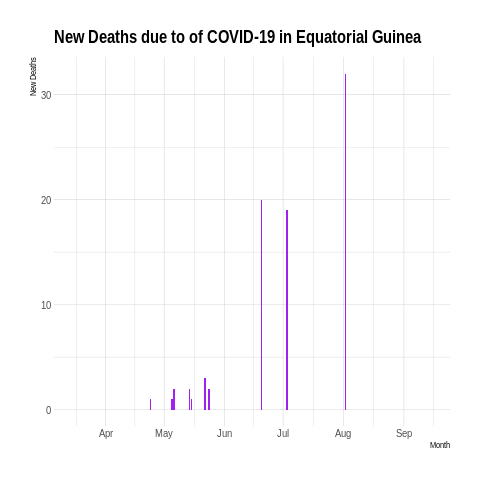 New Deaths due to of COVID-19 in Equatorial Guinea
New Deaths
30
20
10
0
Apr May Jun Jul Aug Sep
Month